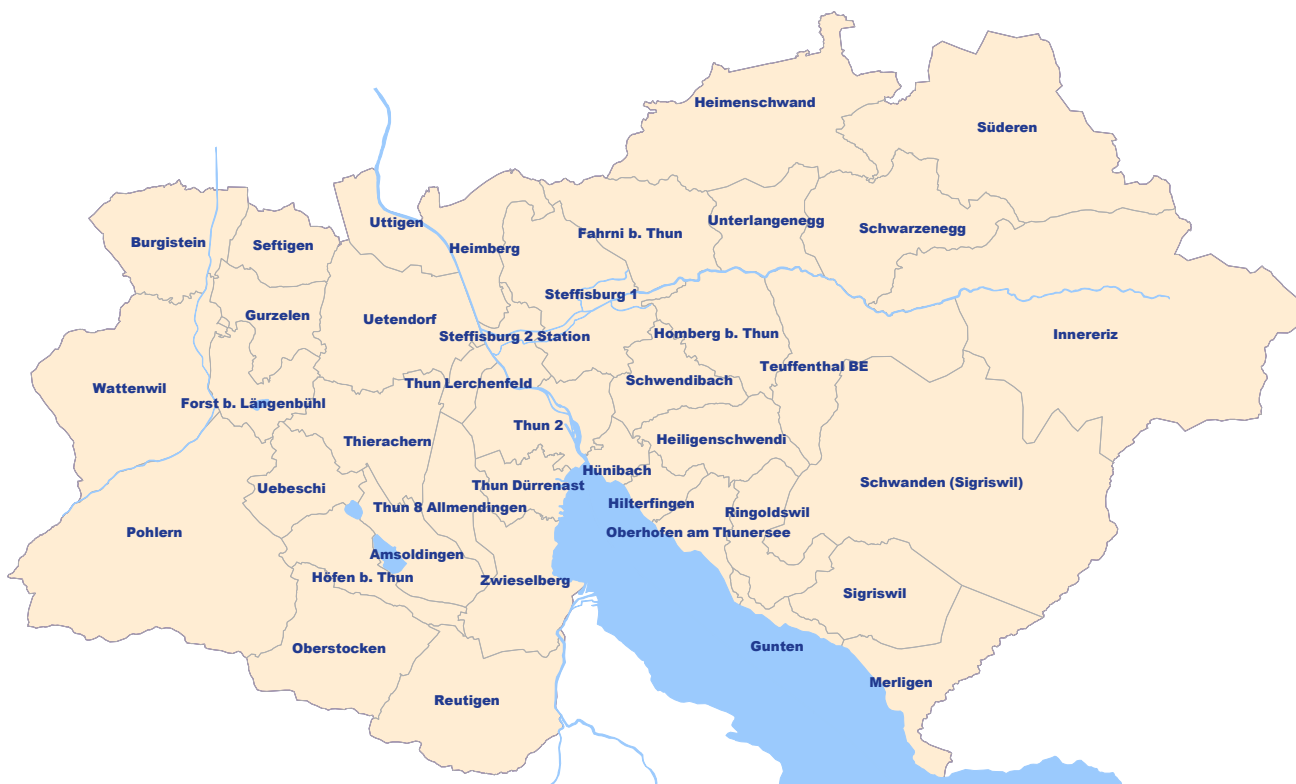 Heimenschwand
Süderen
Uttigen
Unterlangenegg
Schwarzenegg
Fahrni b. Thun
Burgistein
Seftigen
Heimberg
Steffisburg 1
Gurzelen
Uetendorf
Steffisburg 2 Station
Homberg b. Thun
Innereriz
Wattenwil
Teuffenthal BE
Thun Lerchenfeld
Schwendibach
Forst b. Längenbühl
Thun 2
Thierachern
Heiligenschwendi
Hünibach
Schwanden (Sigriswil)
Uebeschi
Thun Dürrenast
Thun 8 Allmendingen
Hilterfingen
Ringoldswil
Pohlern
Oberhofen am Thunersee
Amsoldingen
Höfen b. Thun
Zwieselberg
Sigriswil
Oberstocken
Gunten
Merligen
Reutigen